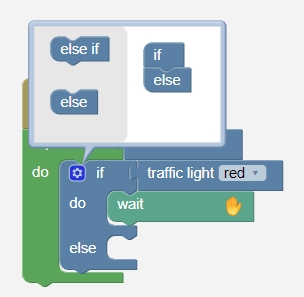 else if
if
else
else
do
if
traffic light red
do
wait
else